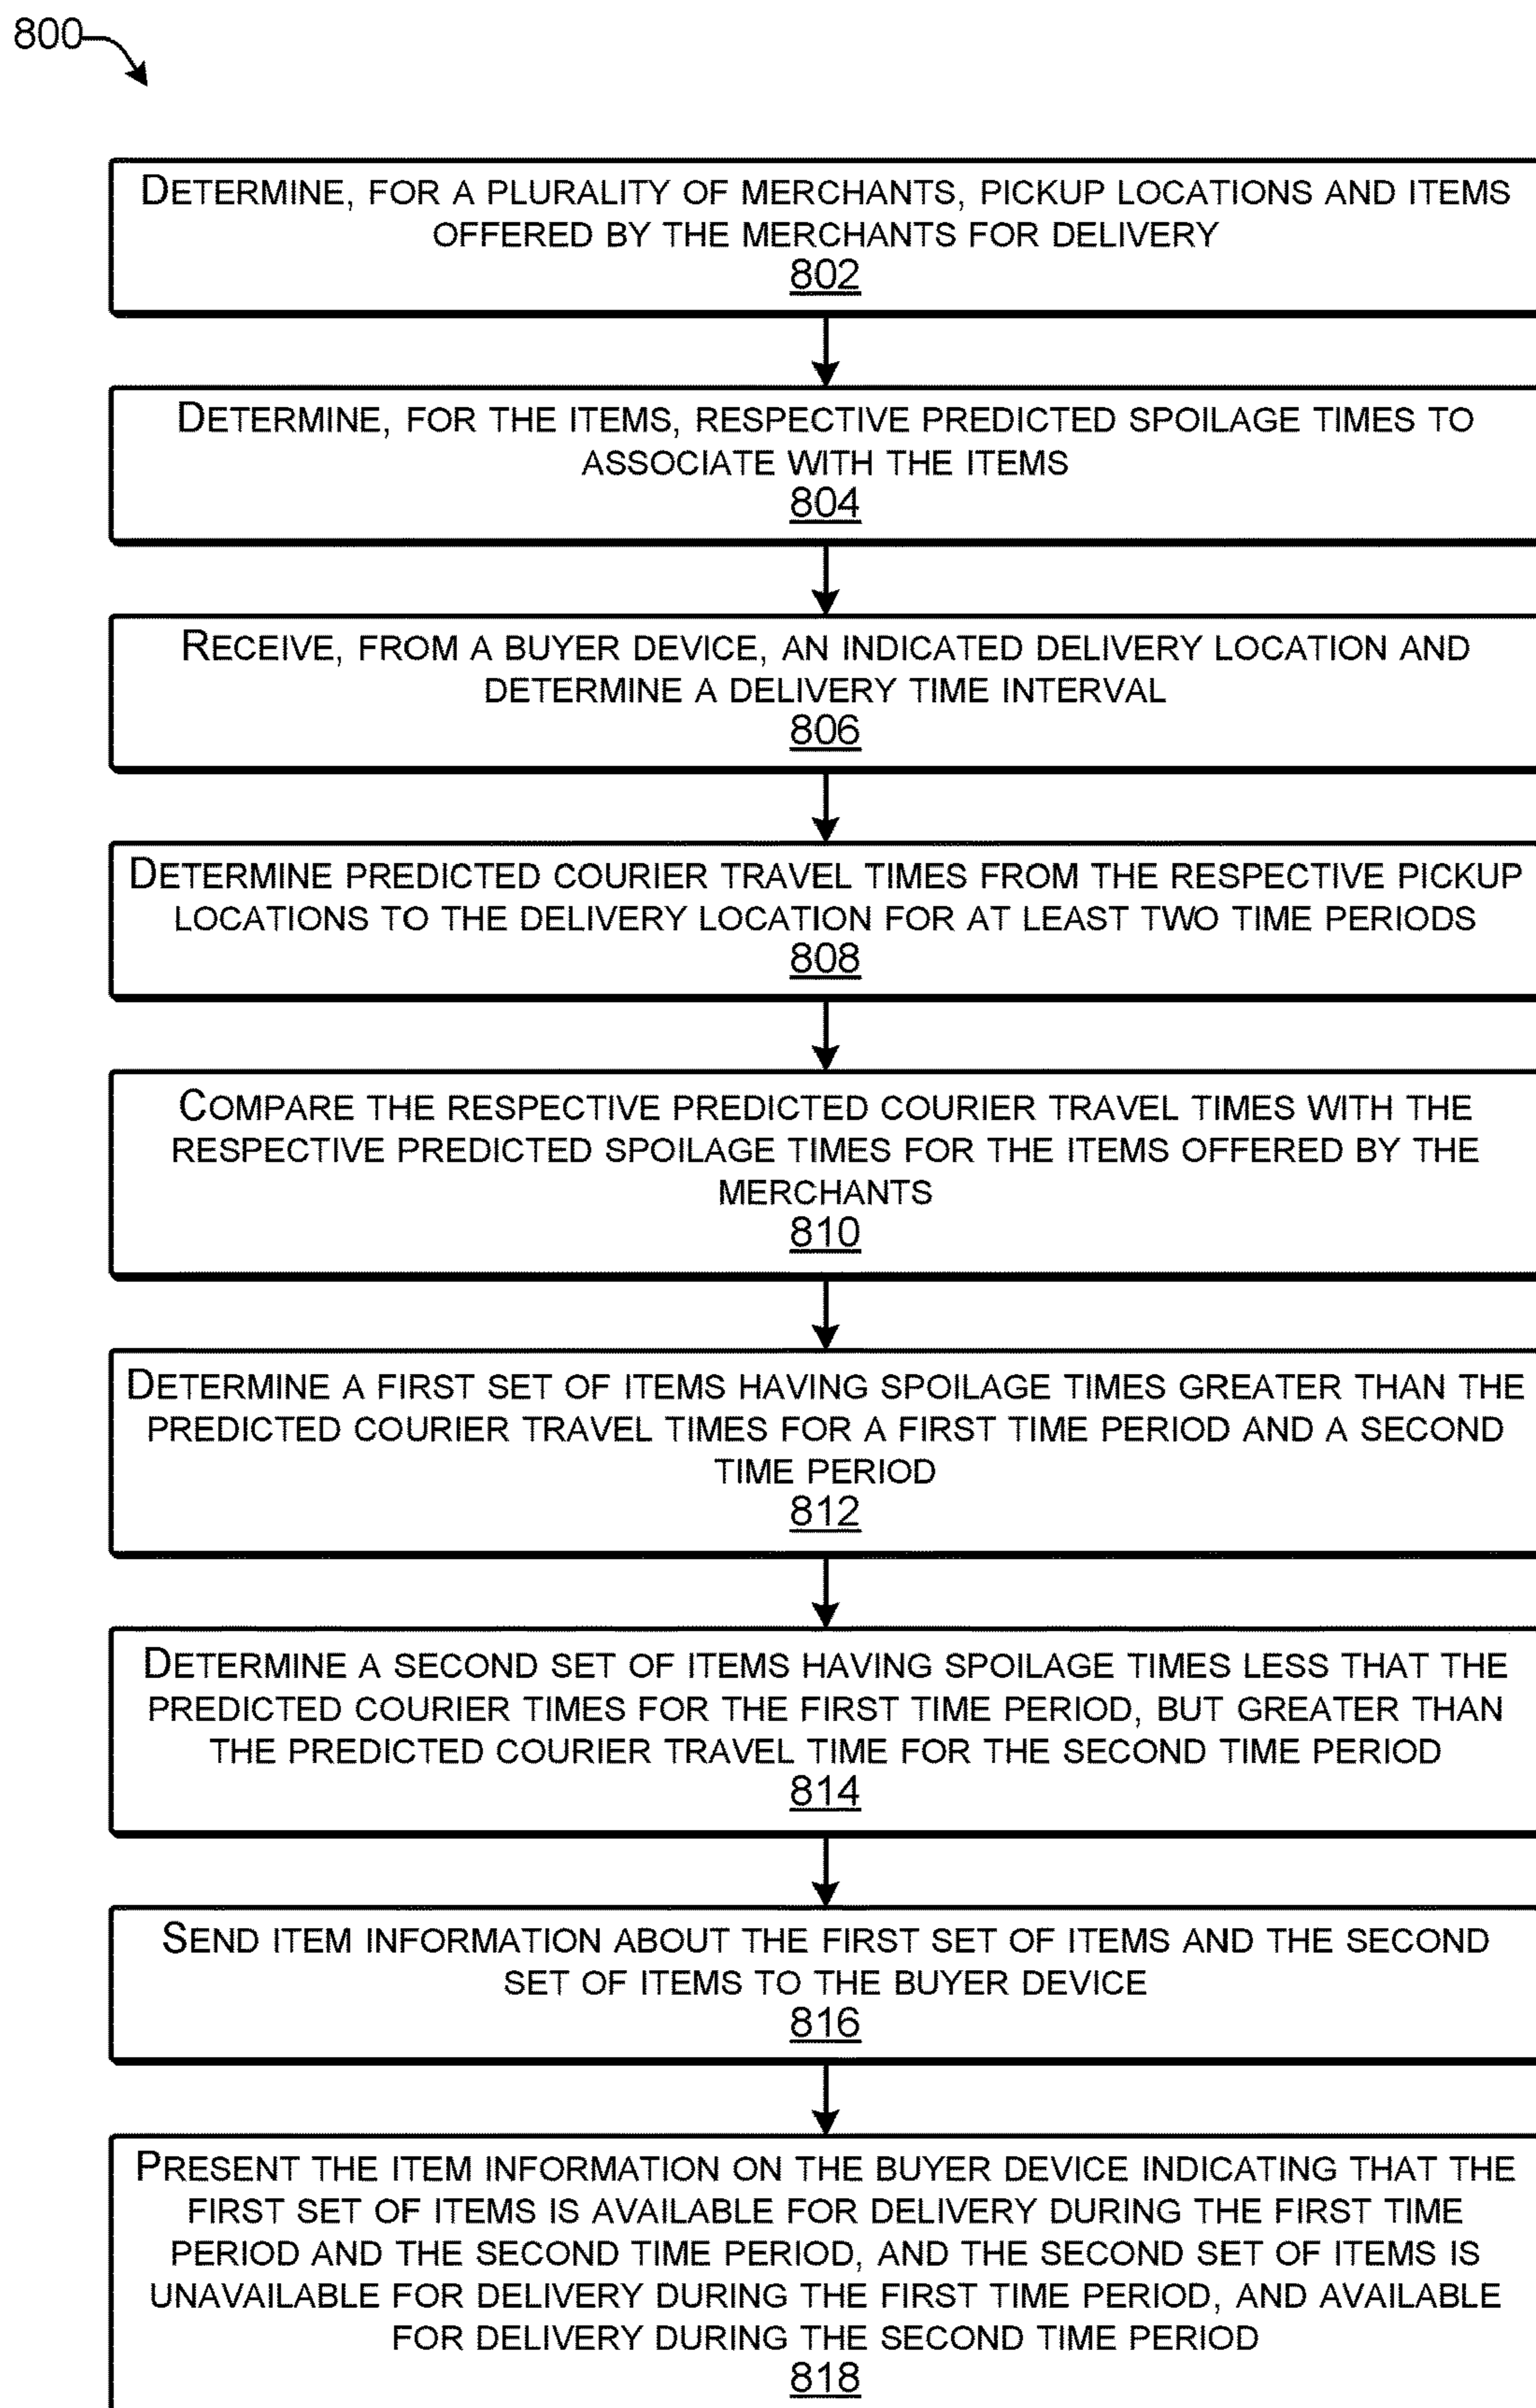 800
DETERMINE, FOR A PLURALITY OF MERCHANTS, PICKUP LOCATIONS AND ITEMS
OFFERED BY THE MERCHANTS FOR DELIVERY
802
DETERMINE, FOR THE ITEMS, RESPECTIVE PREDICTED SPOILAGE TIMES TO
ASSOCIATE WITH THE ITEMS
804
RECEIVE, FROM A BUYER DEVICE, AN INDICATED DELIVERY LOCATION AND
DETERMINE A DELIVERY TIME INTERVAL
806
DETERMINE PREDICTED COURIER TRAVEL TIMES FROM THE RESPECTIVE PICKUP
LOCATIONS TO THE DELIVERY LOCATION FOR AT LEAST TWO TIME PERIODS
808
COMPARE THE RESPECTIVE PREDICTED COURIER TRAVEL TIMES WITH THE
RESPECTIVE PREDICTED SPOILAGE TIMES FOR THE ITEMS OFFERED BY THE
MERCHANTS
810
DETERMINE A FIRST SET OF ITEMS HAVING SPOILAGE TIMES GREATER THAN THE
PREDICTED COURIER TRAVEL TIMES FOR A FIRST TIME PERIOD AND A SECOND
TIME PERIOD
812
DETERMINE A SECOND SET OF ITEMS HAVING SPOILAGE TIMES LESS THAT THE
PREDICTED COURIER TIMES FOR THE FIRST TIME PERIOD, BUT GREATER THAN
THE PREDICTED COURIER TRAVEL TIME FOR THE SECOND TIME PERIOD
814
SEND ITEM INFORMATION ABOUT THE FIRST SET OF ITEMS AND THE SECOND
SET OF ITEMS TO THE BUYER DEVICE
816
PRESENT THE ITEM INFORMATION ON THE BUYER DEVICE INDICATING THAT THE
FIRST SET OF ITEMS IS AVAILABLE FOR DELIVERY DURING THE FIRST TIME
PERIOD AND THE SECOND TIME PERIOD, AND THE SECOND SET OF ITEMS IS
UNAVAILABLE FOR DELIVERY DURING THE FIRST TIME PERIOD, AND AVAILABLE
FOR DELIVERY DURING THE SECOND TIME PERIOD
818